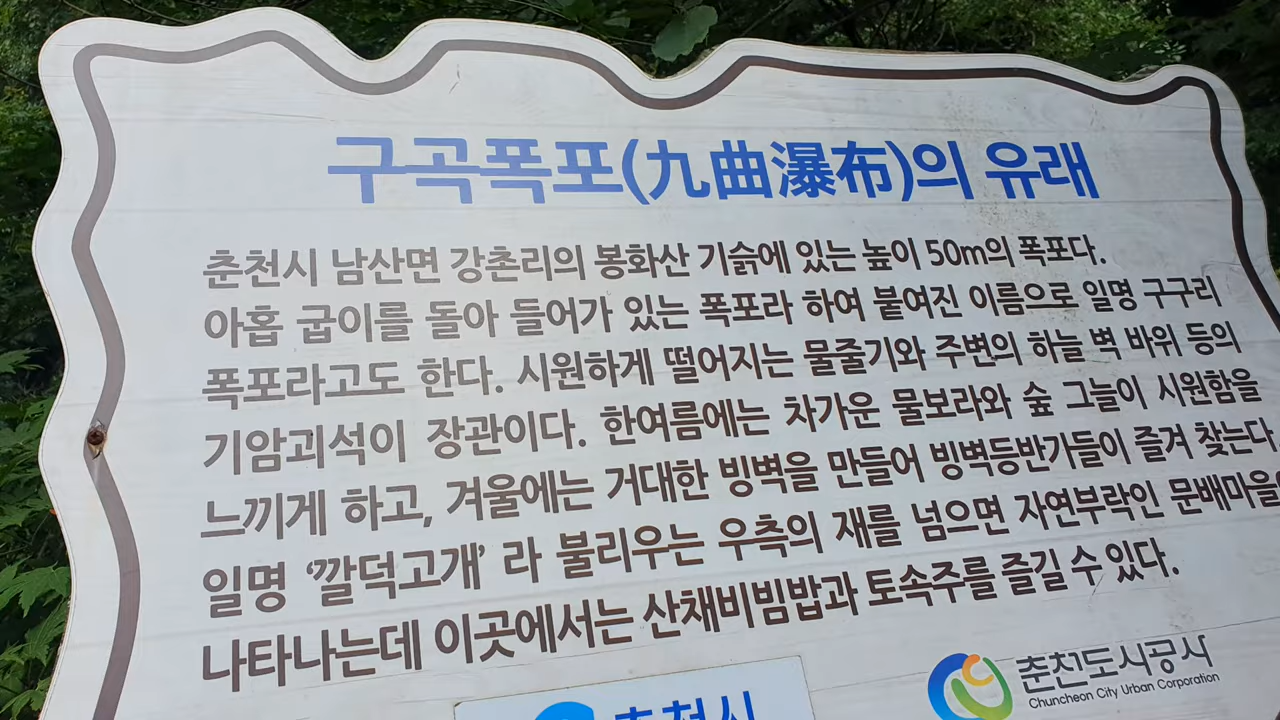 구곡폭포(九曲瀑布)의 유래
춘천시 남산면 강촌리의 봉화산 기슭에 있는 높이 50m의 폭포다.
아홉 굽이를 돌아 들어가 있는 폭포라 하여 붙여진 이름으로 일명 구구리
폭포라고도 한다. 시원하게 떨어지는 물줄기와 주변의 하늘 벽 바위 등의
기암괴석이 장관이다. 한여름에는 차가운 물보라와 숲 그늘이 시원함을
느끼게 하고, 겨울에는 거대한 빙벽을 만들어 빙벽등반가들이 즐겨 찾는다
일명 ‘깔덕고개’ 라 불리우는 우측의 재를 넘으면 자연부락인 문배마을
나타나는데 이곳에서는 산채비빔밥과 토속주를 즐길 수 있다.
춘천시
춘천도시공사
Chuncheon City Urban Corporation